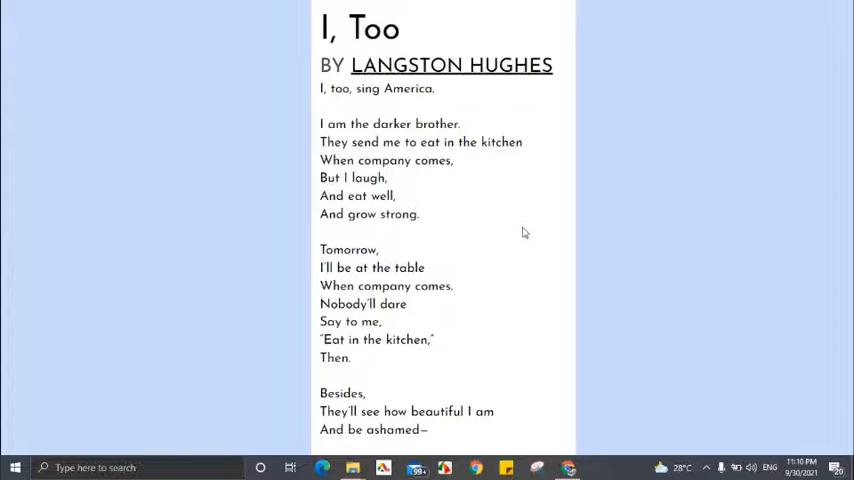 I, Too
BY LANGSTON HUGHES
I, too, sing America.
I am the darker brother.
They send me to eat in the kitchen
When company comes,
But I laugh,
And eat well,
And grow strong.
Tomorrow,
I'll be at the table
When company comes.
Nobody'll dare
Say to me,
"Eat in the kitchen,"
Then.
Besides,
They'll see how beautiful I am
And be ashamed—
Type here to search
99+
28°C
ENG
11:10 PM
9/30/2021
20